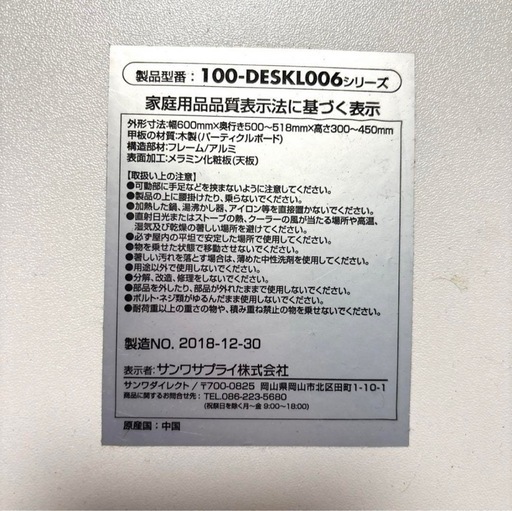 製品型番：100-DESKL006シリーズ
家庭用品品質表示法に基づく表示
外形寸法:幅600mm×奥行き500〜518mm×高さ300〜450mm
甲板の材質:木製(パーティクルボード)
構造部材:フレーム/アルミ
表面加工:メラミン化粧板(天板)
【取扱い上の注意】
●可動部に手足などを挟まないように注意してください。
●製品の上に腰掛けたり、乗らないでください。
●加熱した鍋、湯沸かし器、アイロン等を直接置かないでください。
●直射日光またはストーブの熱、クーラーの風が当たる場所や高温、
湿気及び乾燥の著しい場所を避けてください。
●必ず屋内の平坦で安定した場所で使用してください。
●物を乗せた状態で移動させないでください。
●著しい汚れを落とす場合は、薄めた中性洗剤を使用してください。
●用途以外で使用しないでください。
●分解、改造、修理をしないでください。
●部品を外したり、部品が外れたままで使用しないでください。
●ボルト・ネジ類がゆるんだまま使用しないでください。
●耐荷重以上の重さの物や、積み重ね禁止の物を乗せないでください。
製造NO. 2018-12-30
表示者:サンワサプライ株式会社
サンワダイレクト/〒700-0825 岡山県岡山市北区田町1-10-1
商品に関するお問合せ/TEL.086-223-5680
(祝祭日を除く月〜金 9:00〜18:00)
原産国：中国